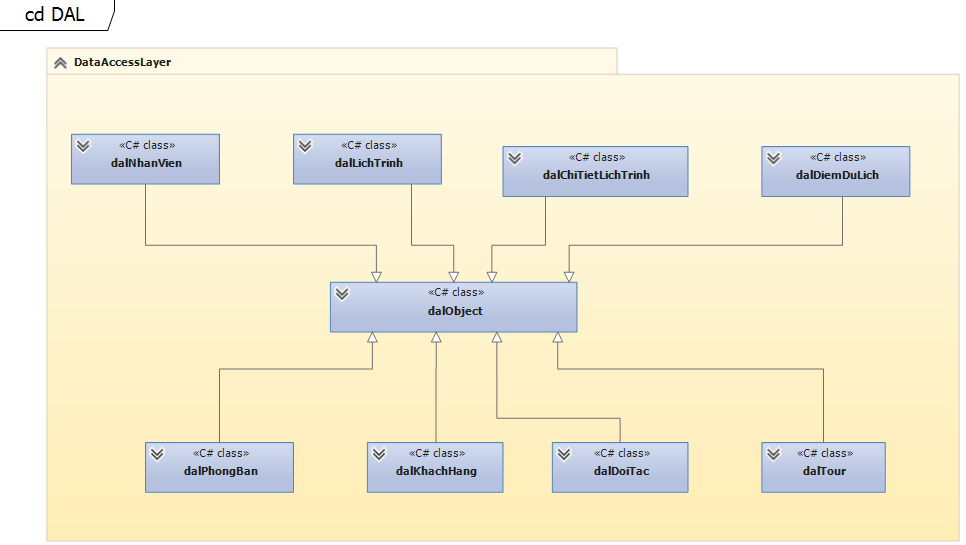 cd DAL
DataAccessLayer
«C# class»
dalNhanVien
«C# class»
dalLichTrinh
«C# class»
dalChiTietLichTrinh
«C# class»
dalDiemDuLich
«C# class»
dalObject
«C# class»
dalPhongBan
«C# class»
dalKhachHang
«C# class»
dalDoiTac
«C# class»
dalTour